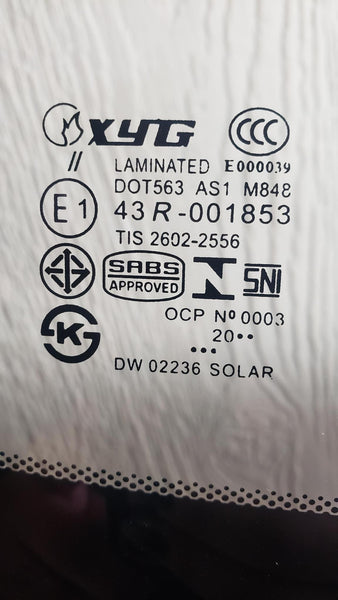 XYG CCC
// LAMINATED E000039
DOT563 AS1 M848
E1 43R-001853
TIS 2602-2556
SABS APPROVED N SNI
OCP Nº 0003
K 20••
•••
DW 02236 SOLAR